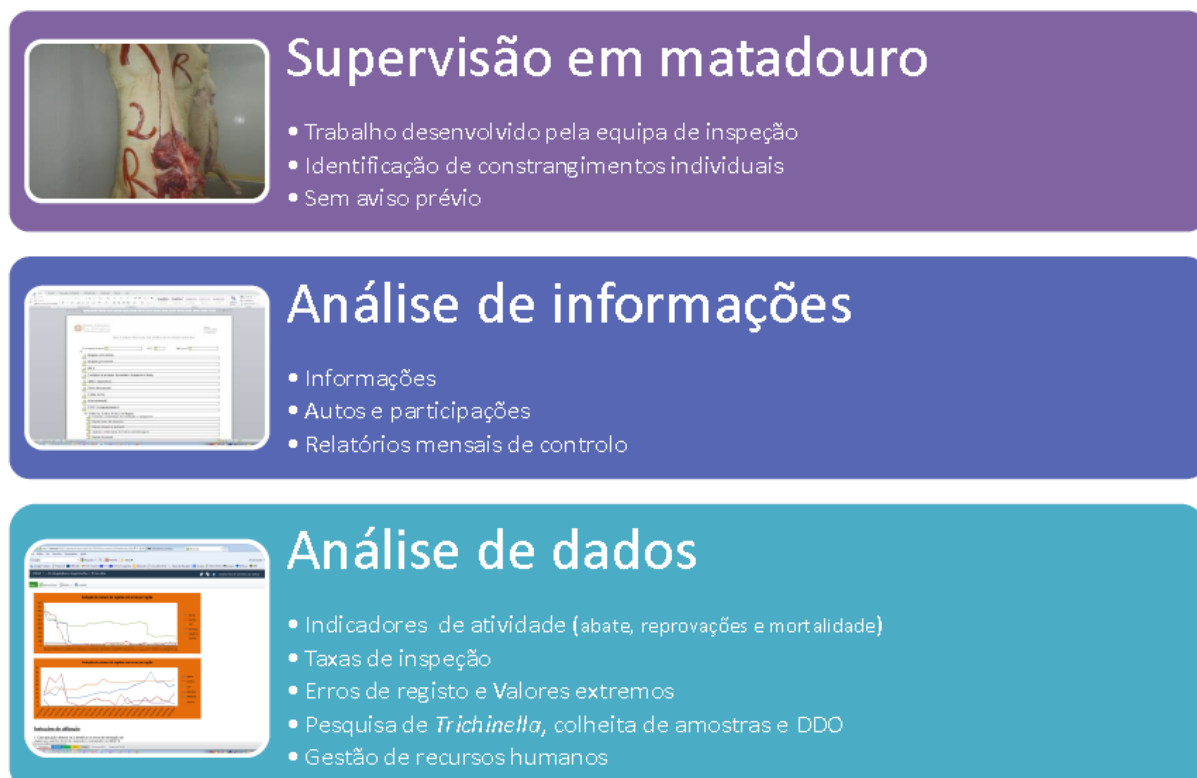 Supervisão em matadouro
• Trabalho desenvolvido pela equipa de inspeção
• Identificação de constrangimentos individuais
• Sem aviso prévio
R
R
2
R
Análise de informações
• Informações
• Autos e participações
• Relatórios mensais de controlo
Análise de dados
• Indicadores de atividade (abate, reprovações e mortalidade)
• Taxas de inspeção
• Erros de registo e Valores extremos
• Pesquisa de Trichinella, colheita de amostras e DDO
• Gestão de recursos humanos